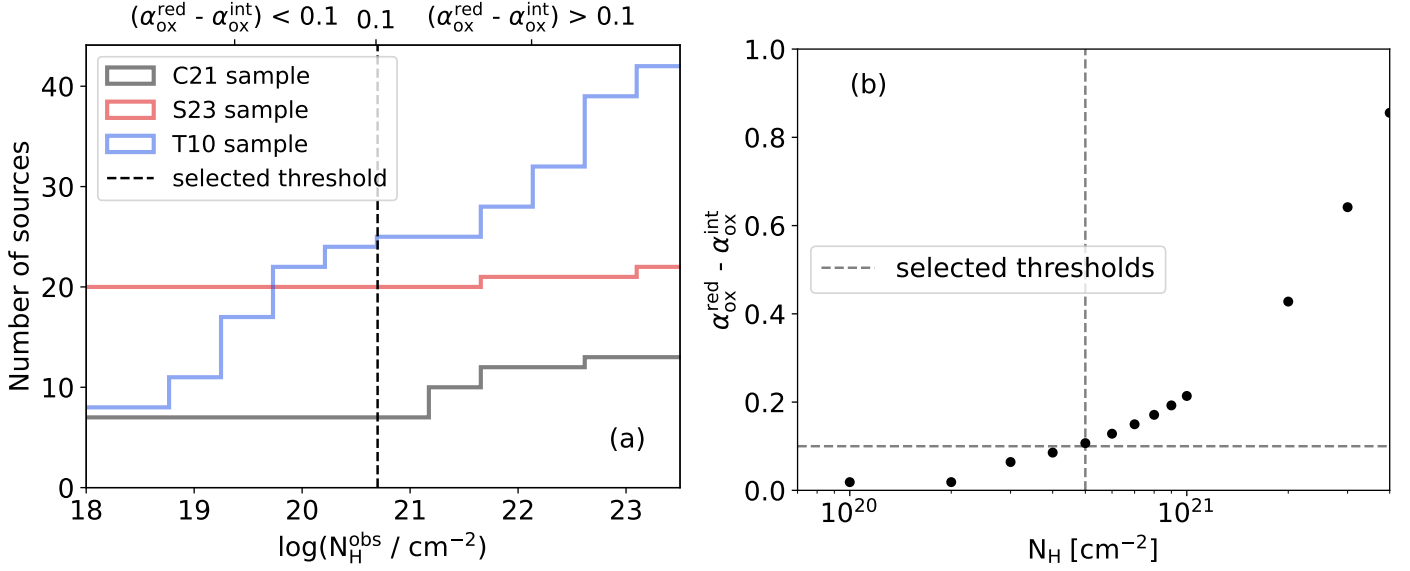 (α_ox^red - α_ox^int) < 0.1 0.1 (α_ox^red - α_ox^int) > 0.1
C21 sample
S23 sample
T10 sample
selected threshold
40
30
20
10
0
Number of sources
(a)
18 19 20 21 22 23
log(N_H^obs / cm^−2)
1.0
0.8
0.6
0.4
0.2
0.0
α_ox^red - α_ox^int
(b)
selected thresholds
10^20 10^21
N_H [cm^−2]